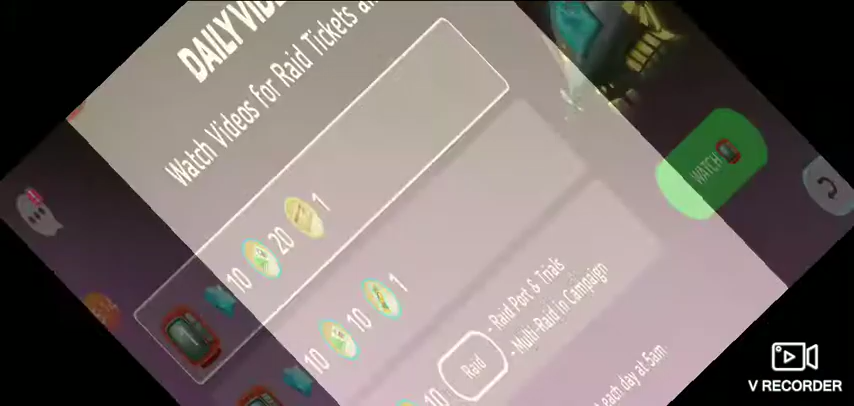 DAILY
Watch Videos for Raid Tickets
10 20 1
10 10 1
10
Raid
- Raid Port & Trials
- Multi-Raid in Campaign
each day at 5am.
WATCH
V RECORDER